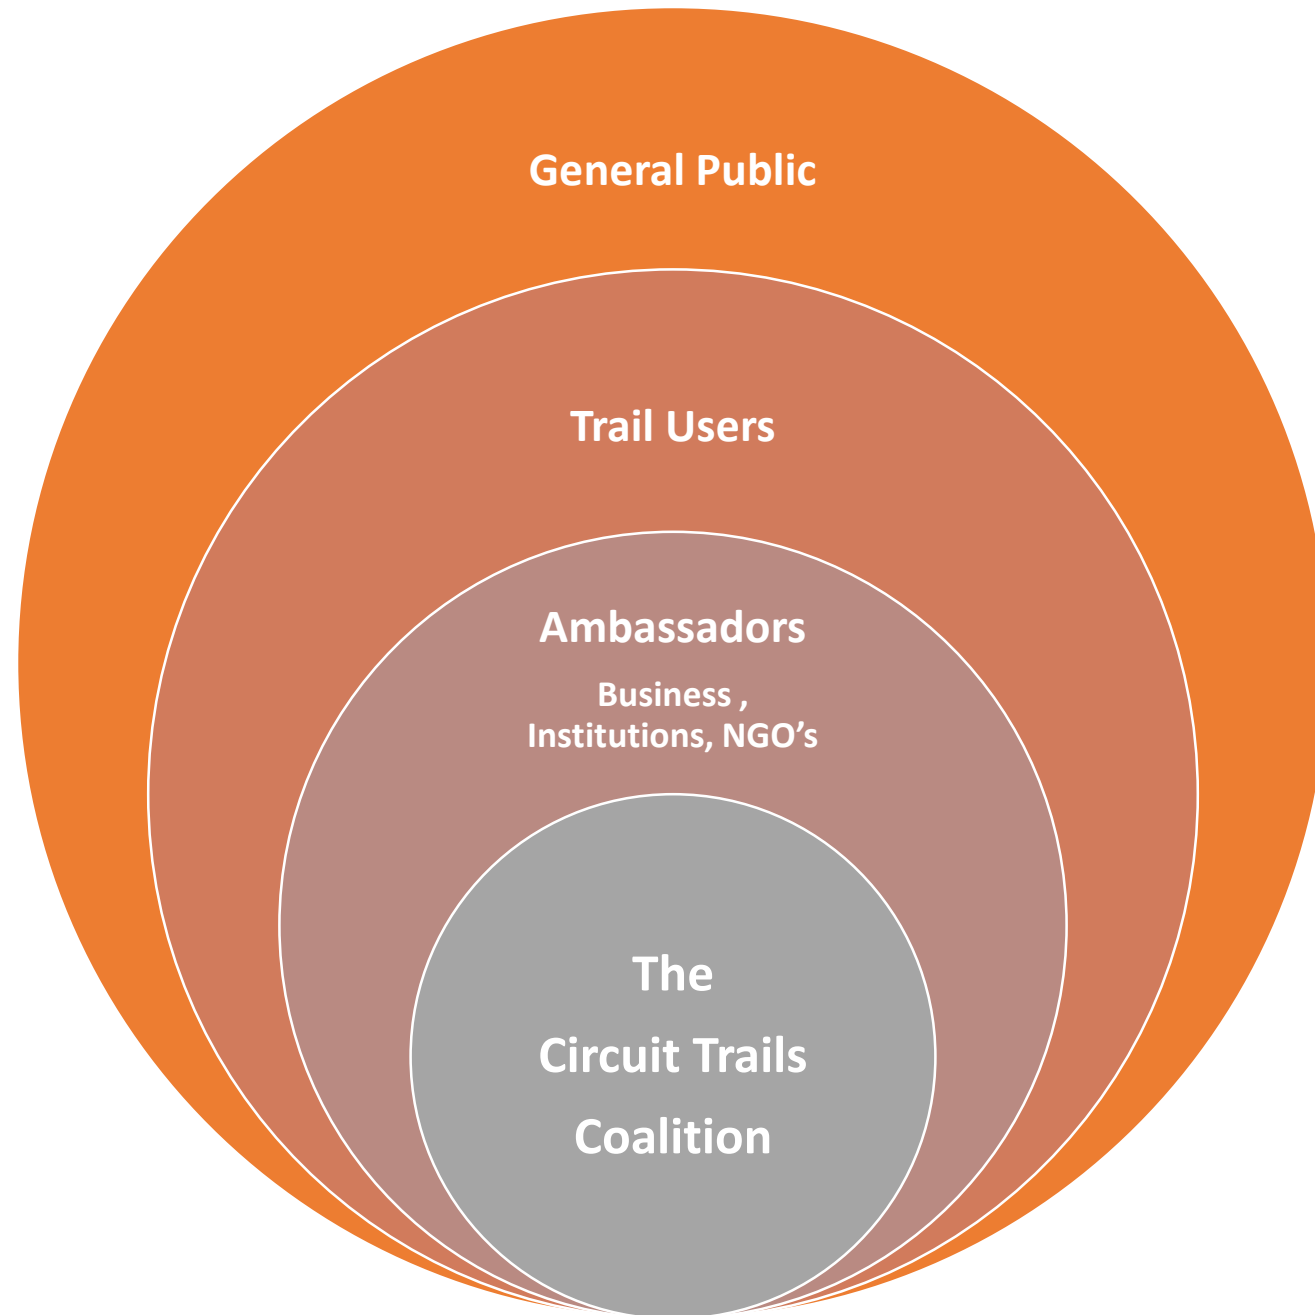 General Public
Trail Users
Ambassadors
Business ,
Institutions, NGO’s
The
Circuit Trails
Coalition